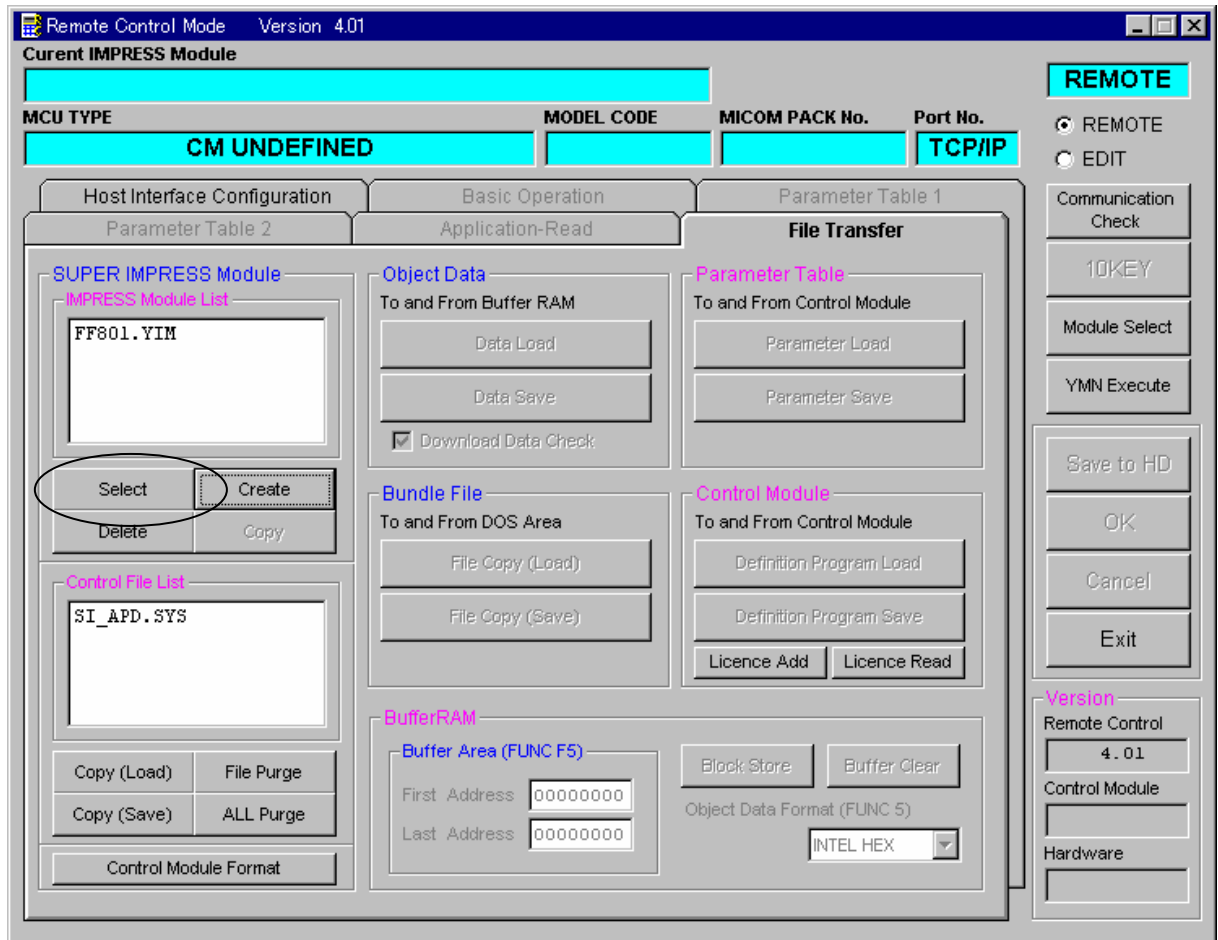 Remote Control Mode Version 4.01
Curent IMPRESS Module
REMOTE
MCU TYPE MODEL CODE MICOM PACK No. Port No.
CM UNDEFINED TCP/IP
REMOTE
EDIT
Host Interface Configuration Basic Operation Parameter Table 1
Parameter Table 2 Application-Read File Transfer
SUPER IMPRESS Module
IMPRESS Module List
FF801.YIM
Select Create
Delete Copy
Control File List
SI_APD.SYS
Copy (Load) File Purge
Copy (Save) ALL Purge
Control Module Format
Object Data
To and From Buffer RAM
Data Load
Data Save
Download Data Check
Bundle File
To and From DOS Area
File Copy (Load)
File Copy (Save)
Parameter Table
To and From Control Module
Parameter Load
Parameter Save
Control Module
To and From Control Module
Definition Program Load
Definition Program Save
Licence Add Licence Read
BufferRAM
Buffer Area (FUNC F5)
First Address 00000000
Last Address 00000000
Block Store Buffer Clear
Object Data Format (FUNC 5)
INTEL HEX
Communication
Check
10KEY
Module Select
YMN Execute
Save to HD
OK
Cancel
Exit
Version
Remote Control
4.01
Control Module
Hardware